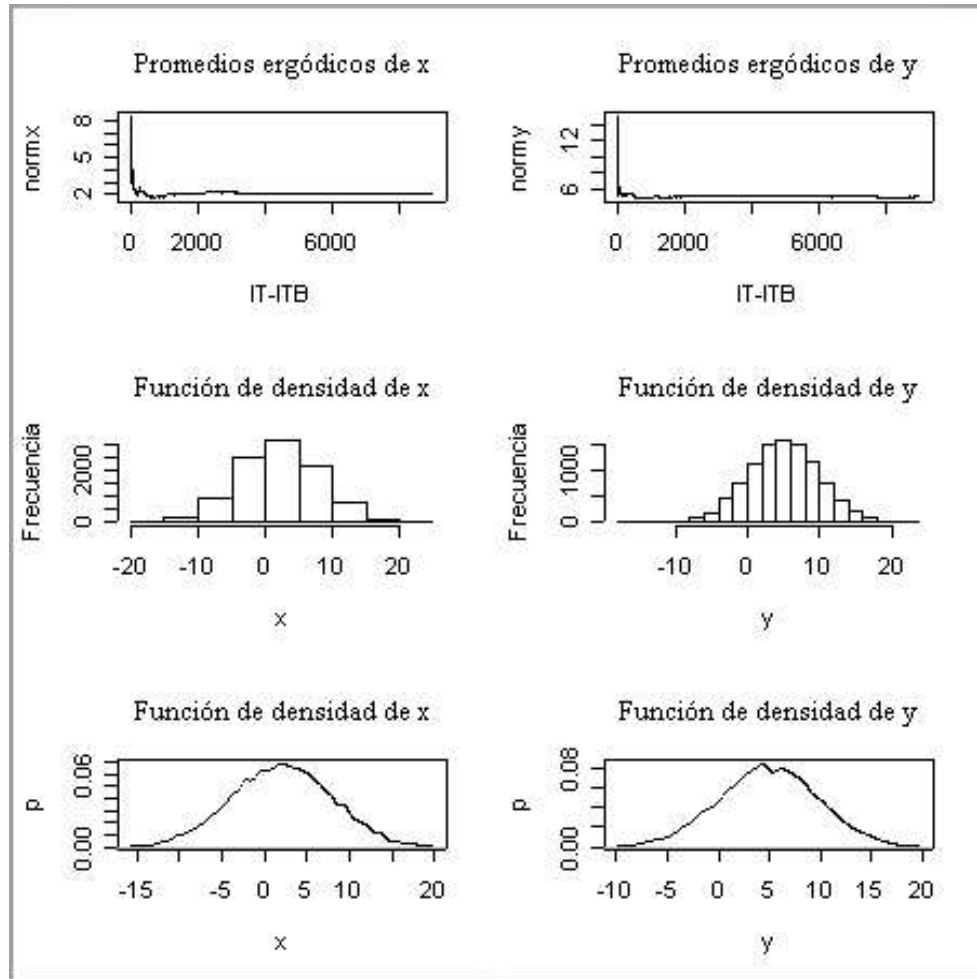 Promedios ergódicos de x
normx
2 5 8
0 2000 6000
IT-ITB
Promedios ergódicos de y
normy
6 12
0 2000 6000
IT-ITB
Función de densidad de x
Frecuencia
0 2000
-20 -10 0 10 20
x
Función de densidad de y
Frecuencia
0 1000
-10 0 10 20
y
Función de densidad de x
p
0.00 0.06
-15 -5 0 5 10 20
x
Función de densidad de y
p
0.00 0.08
-10 -5 0 5 10 15 20
y